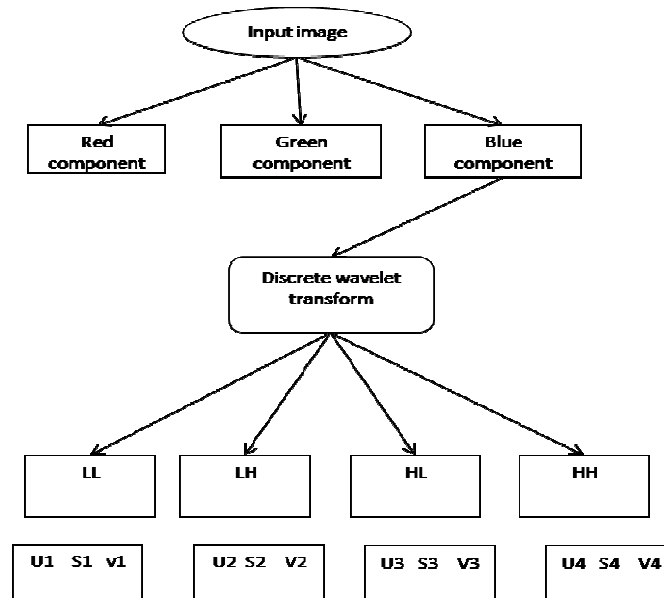 Input image
Red
component
Green
component
Blue
component
Discrete wavelet
transform
LL
LH
HL
HH
U1 S1 v1
U2 S2 V2
U3 S3 V3
U4 S4 V4